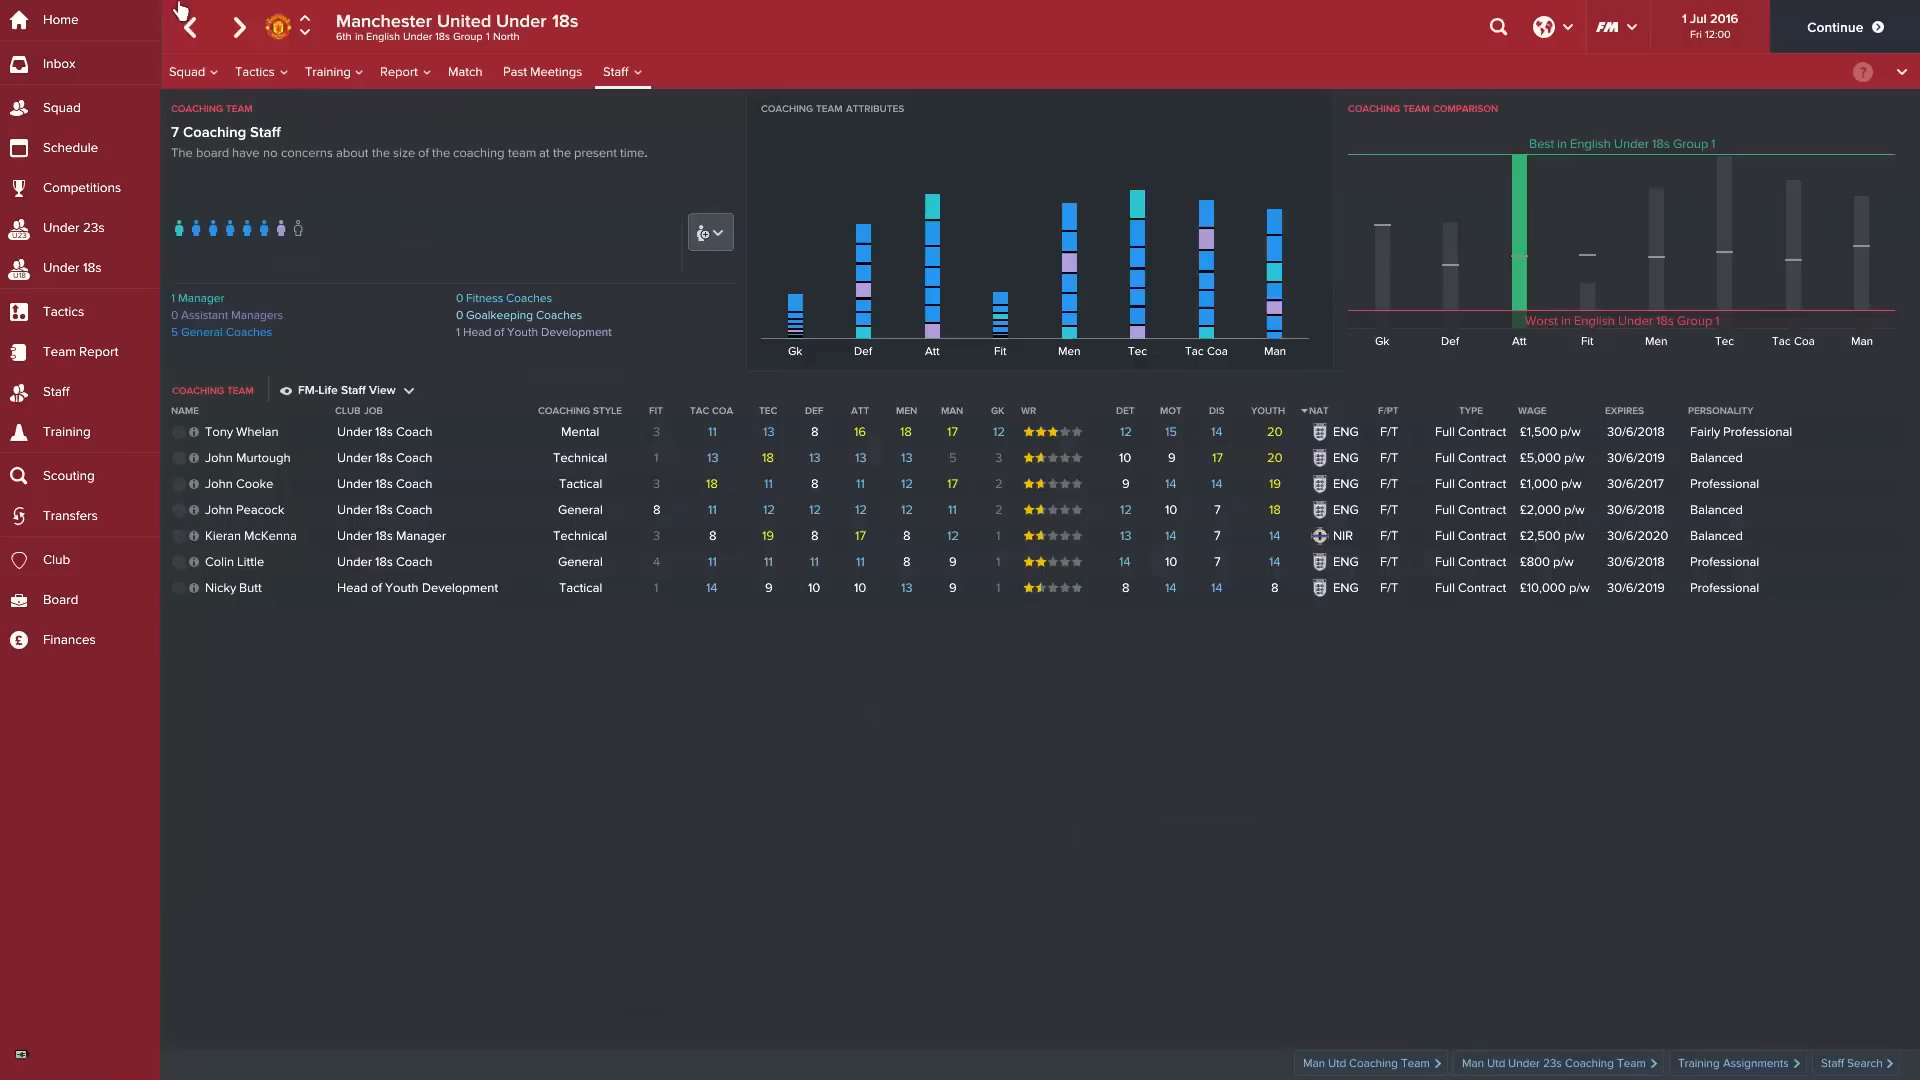 Home
Inbox
Squad
Schedule
Competitions
U23
Under 23s
U18
Under 18s
Tactics
Team Report
Staff
Training
Scouting
Transfers
Club
Board
£ Finances
Manchester United Under 18s
6th in English Under 18s Group 1 North
FM
1 Jul 2016
Fri 12:00
Continue
Squad Tactics Training Report Match Past Meetings Staff
?
COACHING TEAM
7 Coaching Staff
The board have no concerns about the size of the coaching team at the present time.
1 Manager
0 Assistant Managers
5 General Coaches
0 Fitness Coaches
0 Goalkeeping Coaches
1 Head of Youth Development
COACHING TEAM ATTRIBUTES
Gk Def Att Fit Men Tec Tac Coa Man
COACHING TEAM COMPARISON
Best in English Under 18s Group 1
Worst in English Under 18s Group 1
Gk Def Att Fit Men Tec Tac Coa Man
COACHING TEAM FM-Life Staff View
NAME CLUB JOB COACHING STYLE FIT TAC COA TEC DEF ATT MEN MAN GK WR DET MOT DIS YOUTH NAT F/PT TYPE WAGE EXPIRES PERSONALITY
Tony Whelan Under 18s Coach Mental 3 11 13 8 16 18 17 12 12 15 14 20 ENG F/T Full Contract £1,500 p/w 30/6/2018 Fairly Professional
John Murtough Under 18s Coach Technical 1 13 18 13 13 13 5 3 10 9 17 20 ENG F/T Full Contract £5,000 p/w 30/6/2019 Balanced
John Cooke Under 18s Coach Tactical 3 18 11 8 11 12 17 2 9 14 14 19 ENG F/T Full Contract £1,000 p/w 30/6/2017 Professional
John Peacock Under 18s Coach General 8 11 12 12 12 12 11 2 12 10 7 18 ENG F/T Full Contract £2,000 p/w 30/6/2018 Balanced
Kieran McKenna Under 18s Manager Technical 3 8 19 8 17 8 12 1 13 14 7 14 NIR F/T Full Contract £2,500 p/w 30/6/2020 Balanced
Colin Little Under 18s Coach General 4 11 11 11 11 8 9 1 14 10 7 14 ENG F/T Full Contract £800 p/w 30/6/2018 Professional
Nicky Butt Head of Youth Development Tactical 1 14 9 10 10 13 9 1 8 14 14 8 ENG F/T Full Contract £10,000 p/w 30/6/2019 Professional
Man Utd Coaching Team Man Utd Under 23s Coaching Team Training Assignments Staff Search